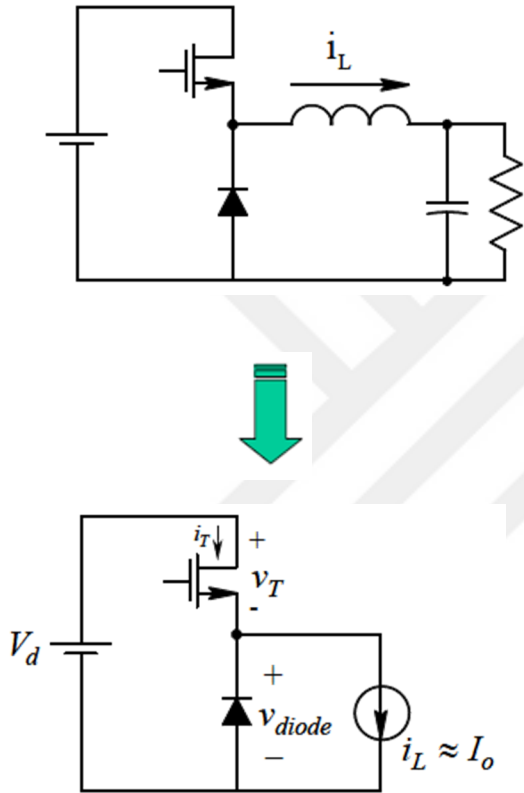 i_L
i_T
+
v_T
-
V_d
+
v_diode
–
i_L ≈ I_o